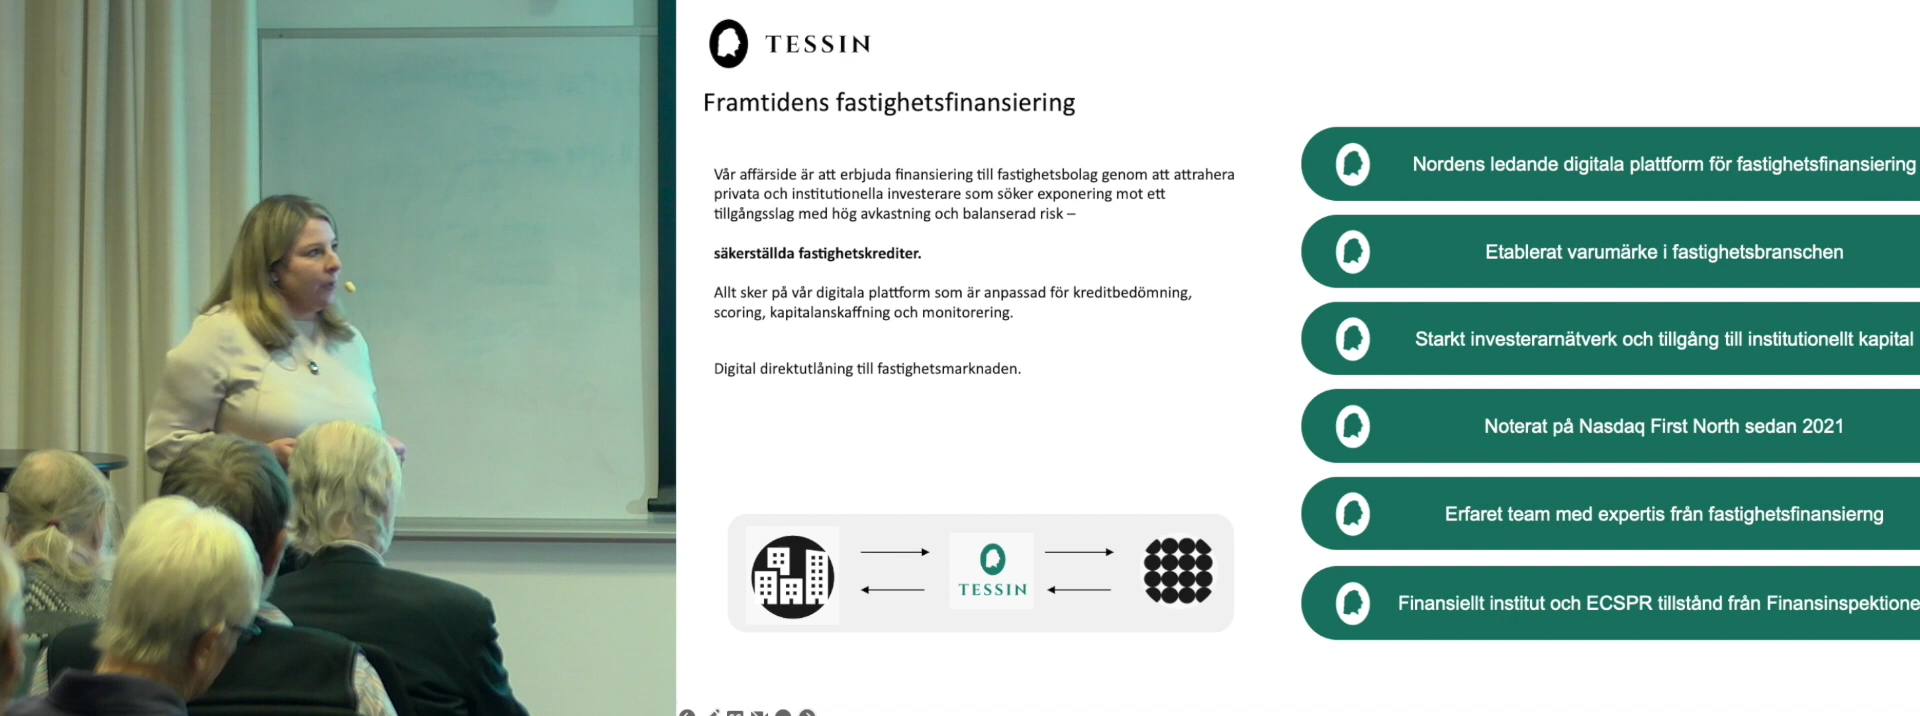 TESSIN
Framtidens fastighetsfinansiering
Vår affärside är att erbjuda finansiering till fastighetsbolag genom att attrahera
privata och institutionella investerare som söker exponering mot ett
tillgångsslag med hög avkastning och balanserad risk –
säkerställda fastighetskrediter.
Allt sker på vår digitala plattform som är anpassad för kreditbedömning,
scoring, kapitalanskaffning och monitorering.
Digital direktutlåning till fastighetsmarknaden.
TESSIN
Nordens ledande digitala plattform för fastighetsfinansiering
Etablerat varumärke i fastighetsbranschen
Starkt investerarnätverk och tillgång till institutionellt kapital
Noterat på Nasdaq First North sedan 2021
Erfaret team med expertis från fastighetsfinansierng
Finansiellt institut och ECSPR tillstånd från Finansinspektione